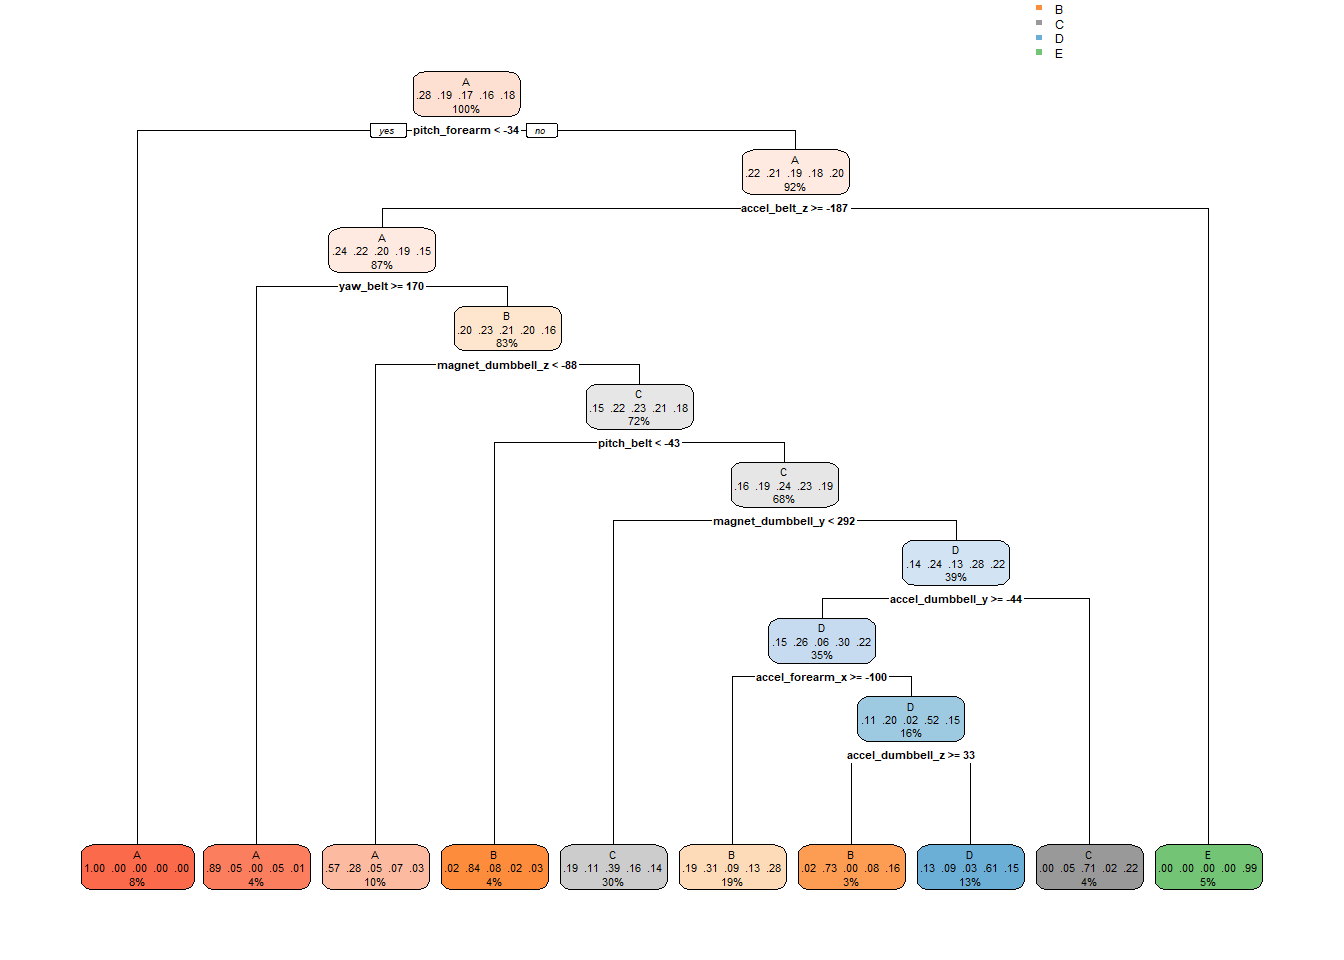 B
C
D
E
A
.28 .19 .17 .16 .18
100%
yes pitch_forearm < -34 no
A
.22 .21 .19 .18 .20
92%
accel_belt_z >= -187
A
.24 .22 .20 .19 .15
87%
yaw_belt >= 170
B
.20 .23 .21 .20 .16
83%
magnet_dumbbell_z < -88
C
.15 .22 .23 .21 .18
72%
pitch_belt < -43
C
.16 .19 .24 .23 .19
68%
magnet_dumbbell_y < 292
D
.14 .24 .13 .28 .22
39%
accel_dumbbell_y >= -44
D
.15 .26 .06 .30 .22
35%
accel_forearm_x >= -100
D
.11 .20 .02 .52 .15
16%
accel_dumbbell_z >= 33
A
1.00 .00 .00 .00 .00
8%
A
.89 .05 .00 .05 .01
4%
A
.57 .28 .05 .07 .03
10%
B
.02 .84 .08 .02 .03
4%
C
.19 .11 .39 .16 .14
30%
B
.19 .31 .09 .13 .28
19%
B
.02 .73 .00 .08 .16
3%
D
.13 .09 .03 .61 .15
13%
C
.00 .05 .71 .02 .22
4%
E
.00 .00 .00 .00 .99
5%